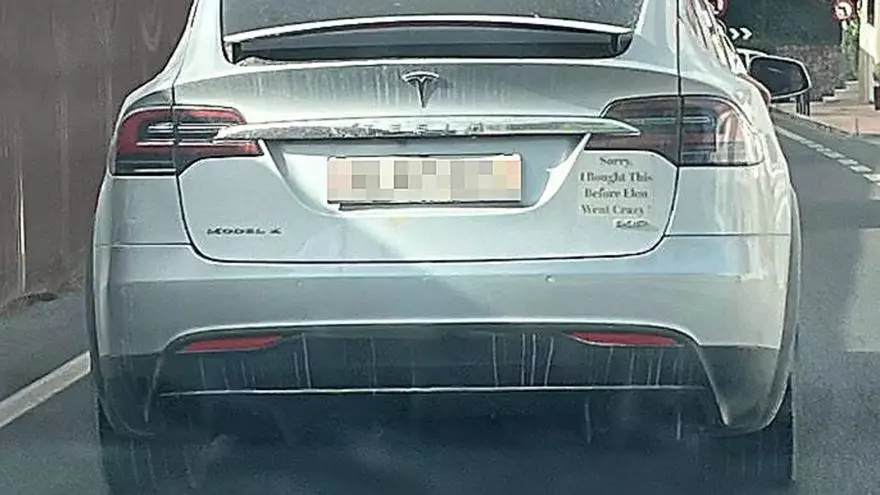 TESLA
Sorry,
I Bought This
Before Elon
Went Crazy!
MODEL X